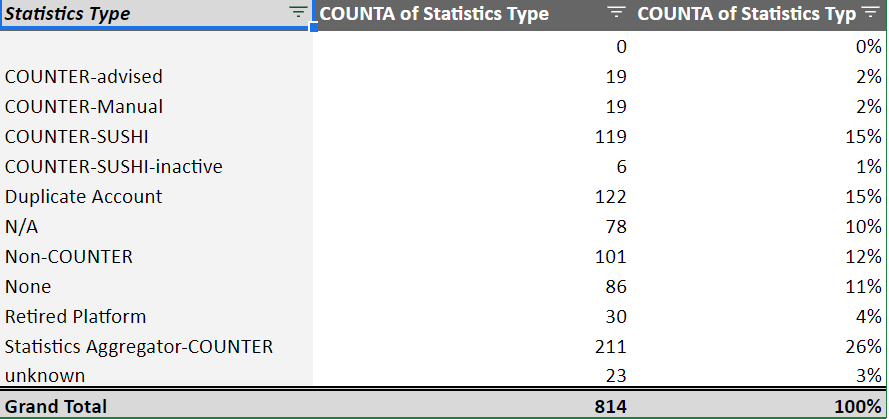 Statistics Type COUNTA of Statistics Type COUNTA of Statistics Typ
0 0%
COUNTER-advised 19 2%
COUNTER-Manual 19 2%
COUNTER-SUSHI 119 15%
COUNTER-SUSHI-inactive 6 1%
Duplicate Account 122 15%
N/A 78 10%
Non-COUNTER 101 12%
None 86 11%
Retired Platform 30 4%
Statistics Aggregator-COUNTER 211 26%
unknown 23 3%
Grand Total 814 100%